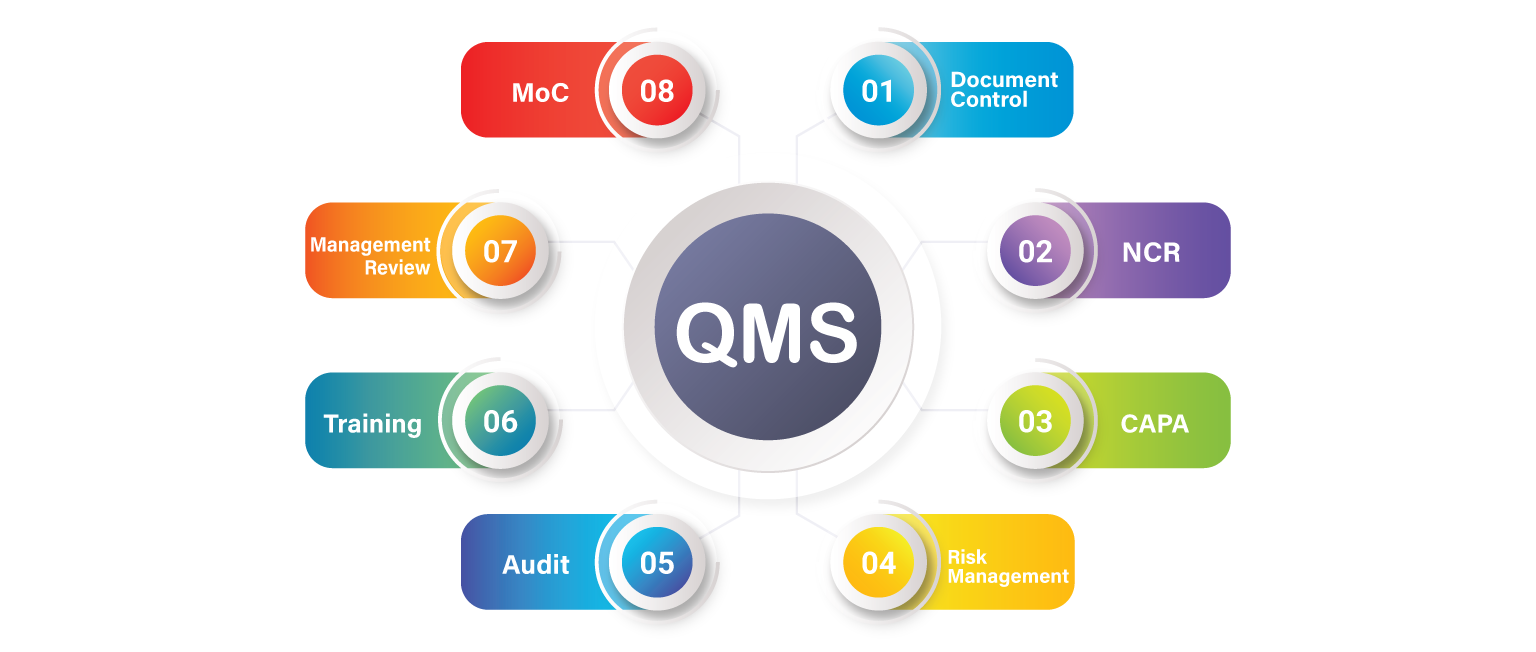 MoC
08
01
Document
Control
Management
Review
07
02
NCR
QMS
Training
06
03
CAPA
Audit
05
04
Risk
Management